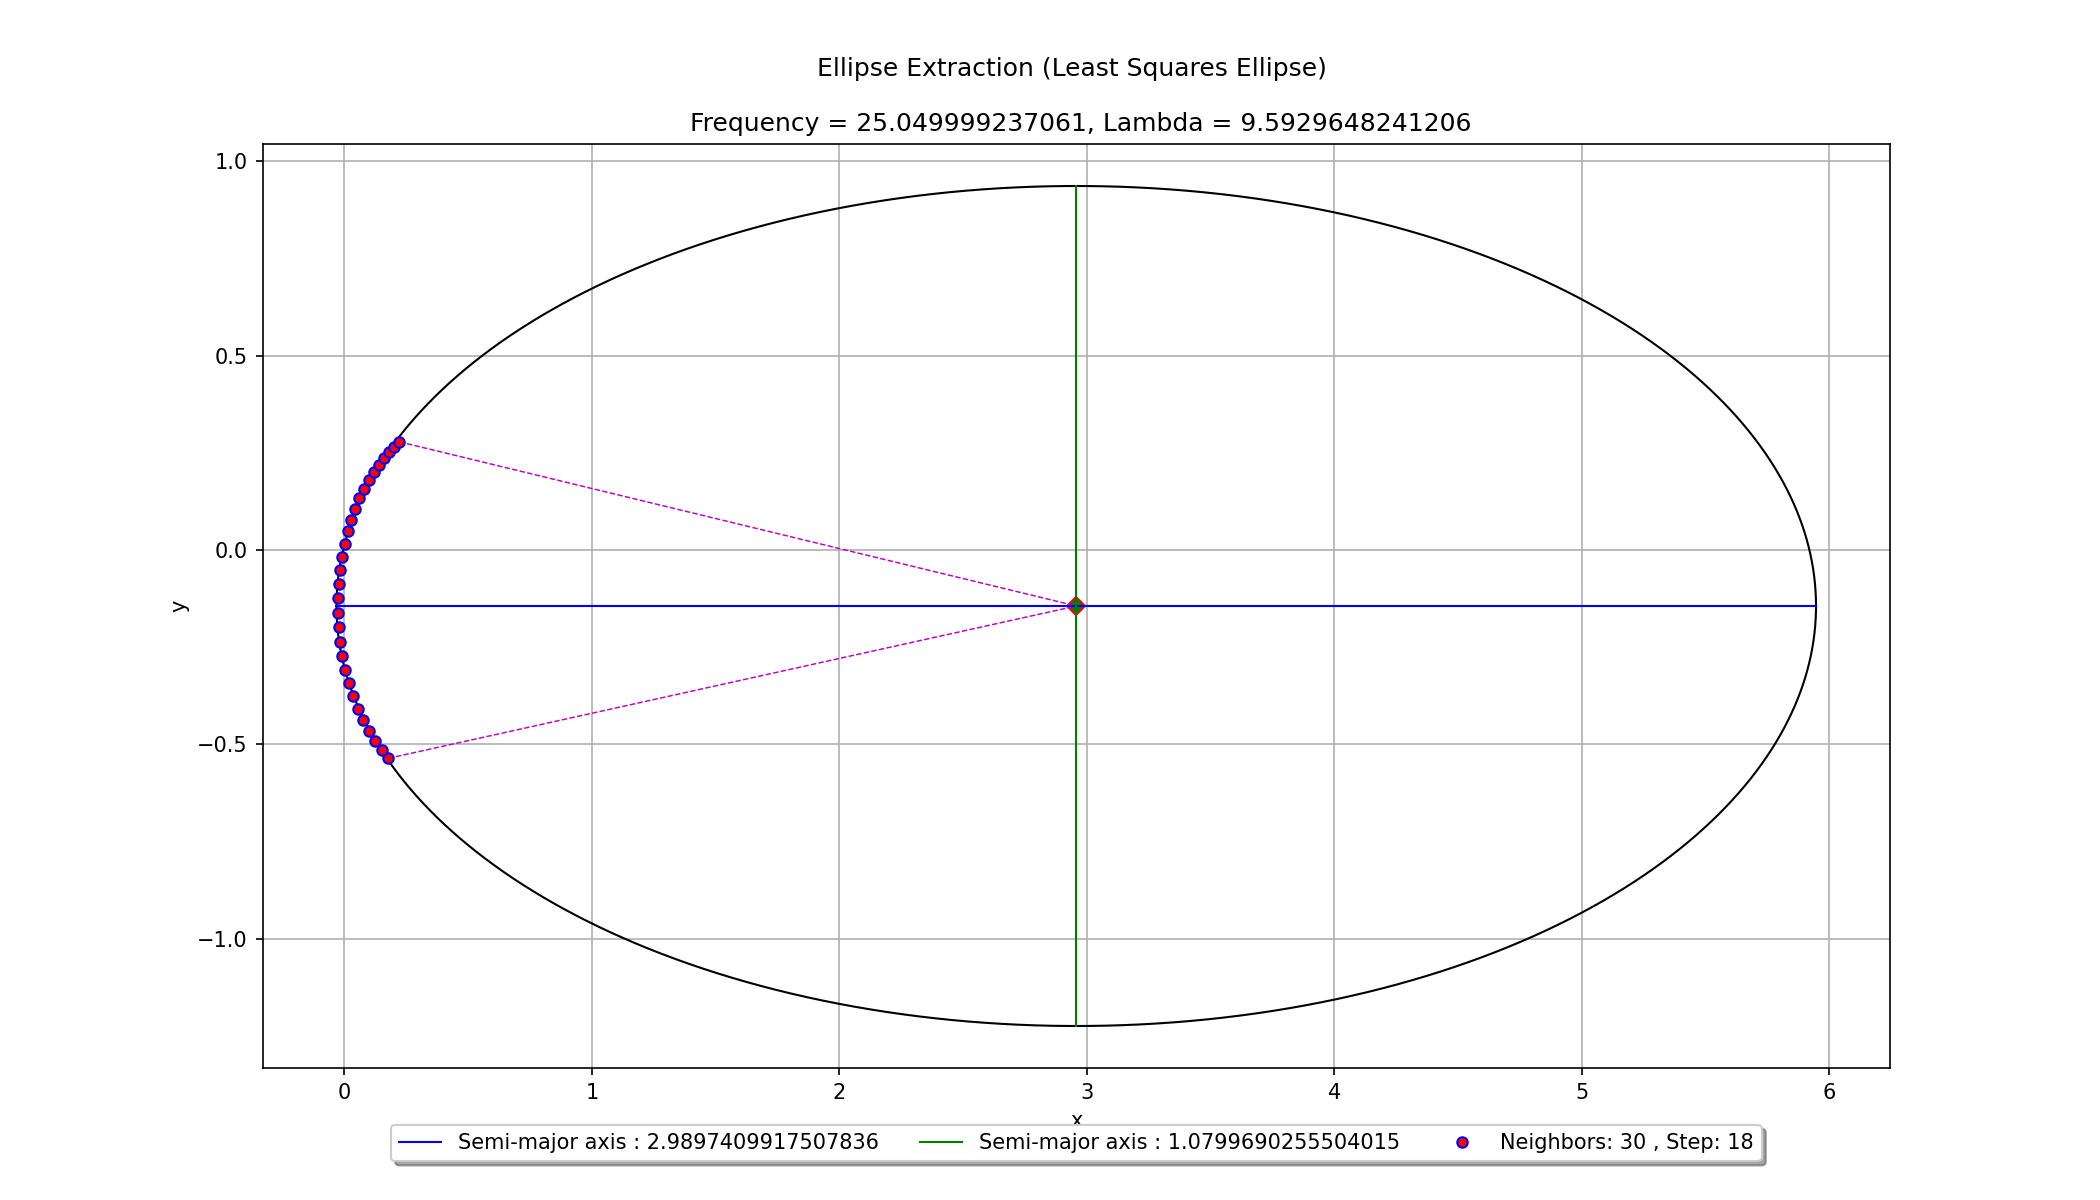 Ellipse Extraction (Least Squares Ellipse)
Frequency = 25.049999237061, Lambda = 9.5929648241206
1.0
0.5
0.0
−0.5
−1.0
y
0 1 2 3 4 5 6
x
Semi-major axis : 2.9897409917507836 Semi-major axis : 1.0799690255504015 Neighbors: 30 , Step: 18